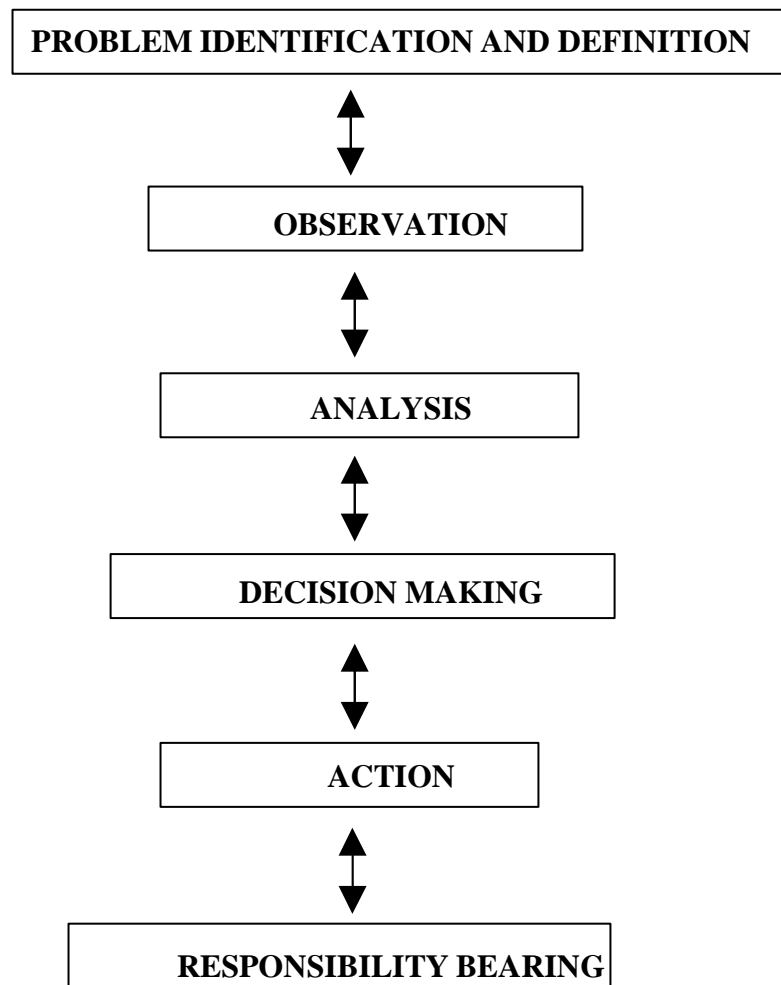 PROBLEM IDENTIFICATION AND DEFINITION
OBSERVATION
ANALYSIS
DECISION MAKING
ACTION
RESPONSIBILITY BEARING